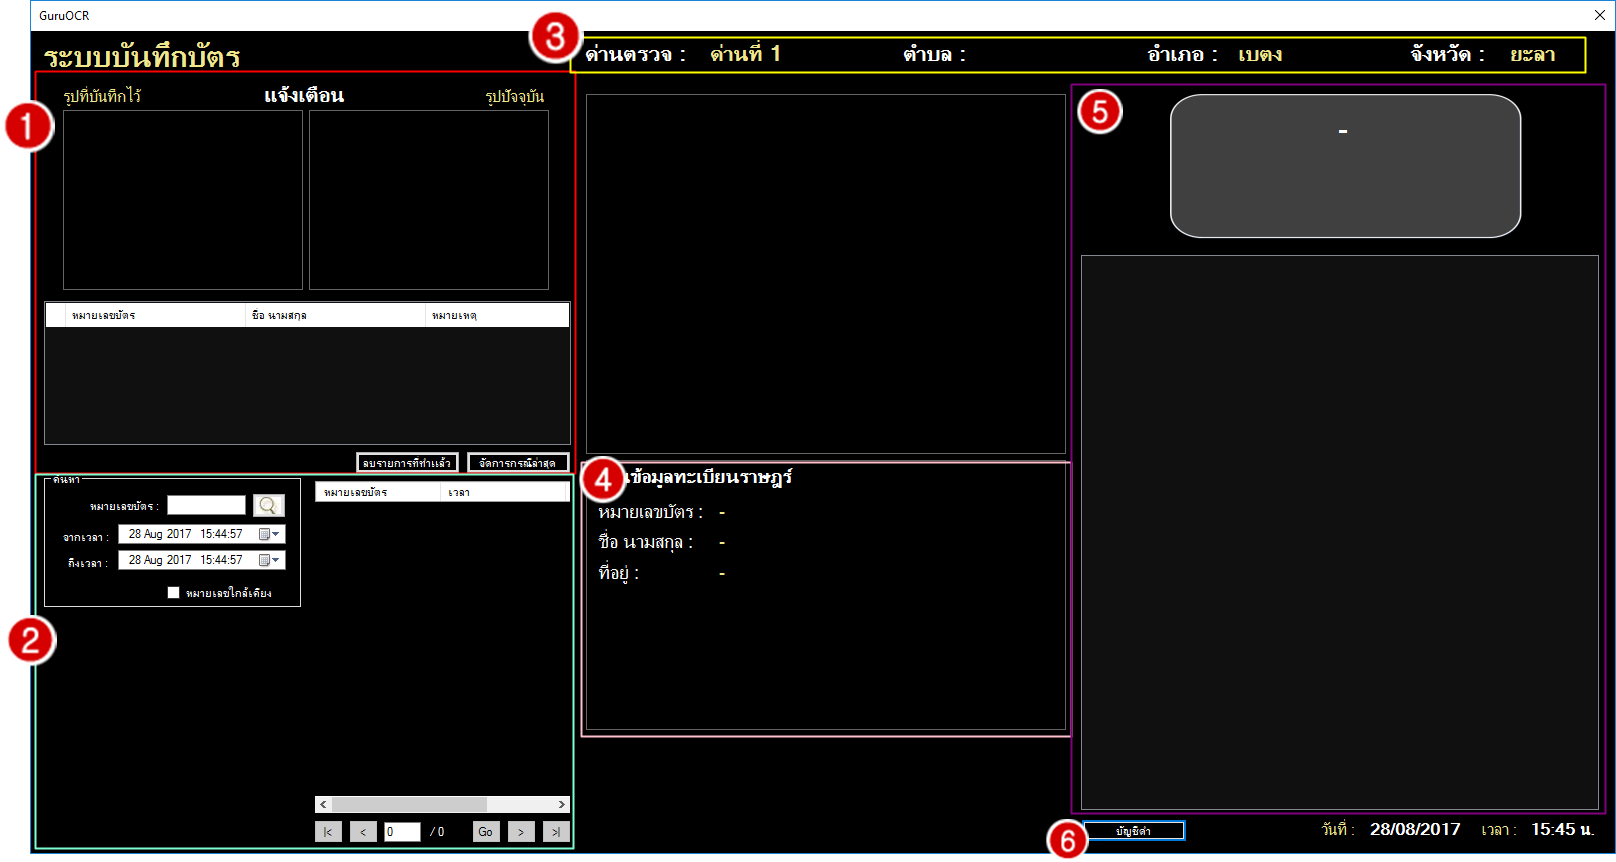 GuruOCR
ระบบบันทึกบัตร
3
ด่านตรวจ : ด่านที่ 1 ตำบล : อำเภอ : เบตง จังหวัด : ยะลา
1
รูปที่บันทึกไว้ แจ้งเตือน รูปปัจจุบัน
5
-
หมายเลขบัตร ชื่อ นามสกุล หมายเหตุ
ลบรายการที่ทำแล้ว จัดการกรณีล่าสุด
ค้นหา
หมายเลขบัตร :
จากเวลา : 28 Aug 2017 15:44:57
ถึงเวลา : 28 Aug 2017 15:44:57
หมายเลขใกล้เคียง
หมายเลขบัตร เวลา
4
ข้อมูลทะเบียนราษฎร์
หมายเลขบัตร : -
ชื่อ นามสกุล : -
ที่อยู่ : -
2
< >
|< < 0 / 0 Go > >|
6
บัญชีดำ
วันที่ : 28/08/2017 เวลา : 15:45 น.